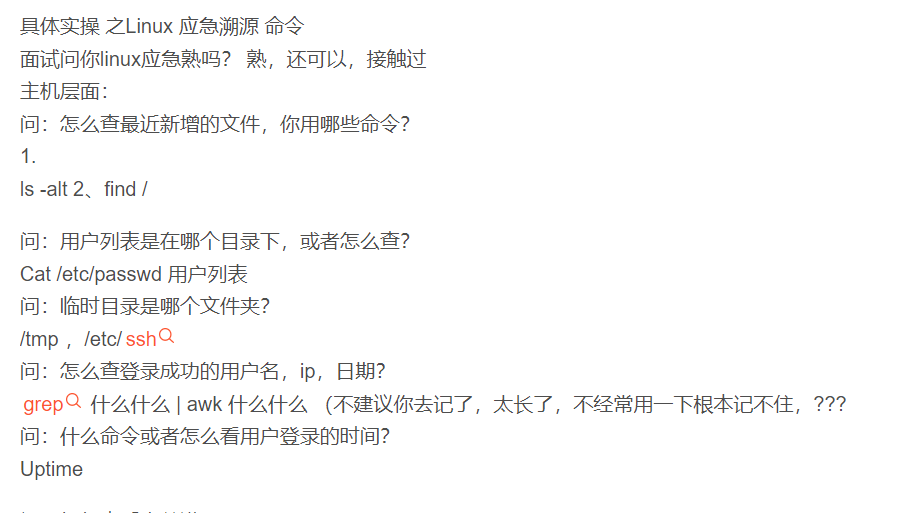 具体实操 之Linux 应急溯源 命令
面试问你linux应急熟吗? 熟，还可以，接触过
主机层面：
问：怎么查最近新增的文件，你用哪些命令?
1.
ls -alt 2、find /
问：用户列表是在哪个目录下，或者怎么查?
Cat /etc/passwd 用户列表
问：临时目录是哪个文件夹?
/tmp ，/etc/ssh
问：怎么查登录成功的用户名，ip，日期?
grep 什么什么 | awk 什么什么 （不建议你去记了，太长了，不经常用一下根本记不住，???
问：什么命令或者怎么看用户登录的时间?
Uptime